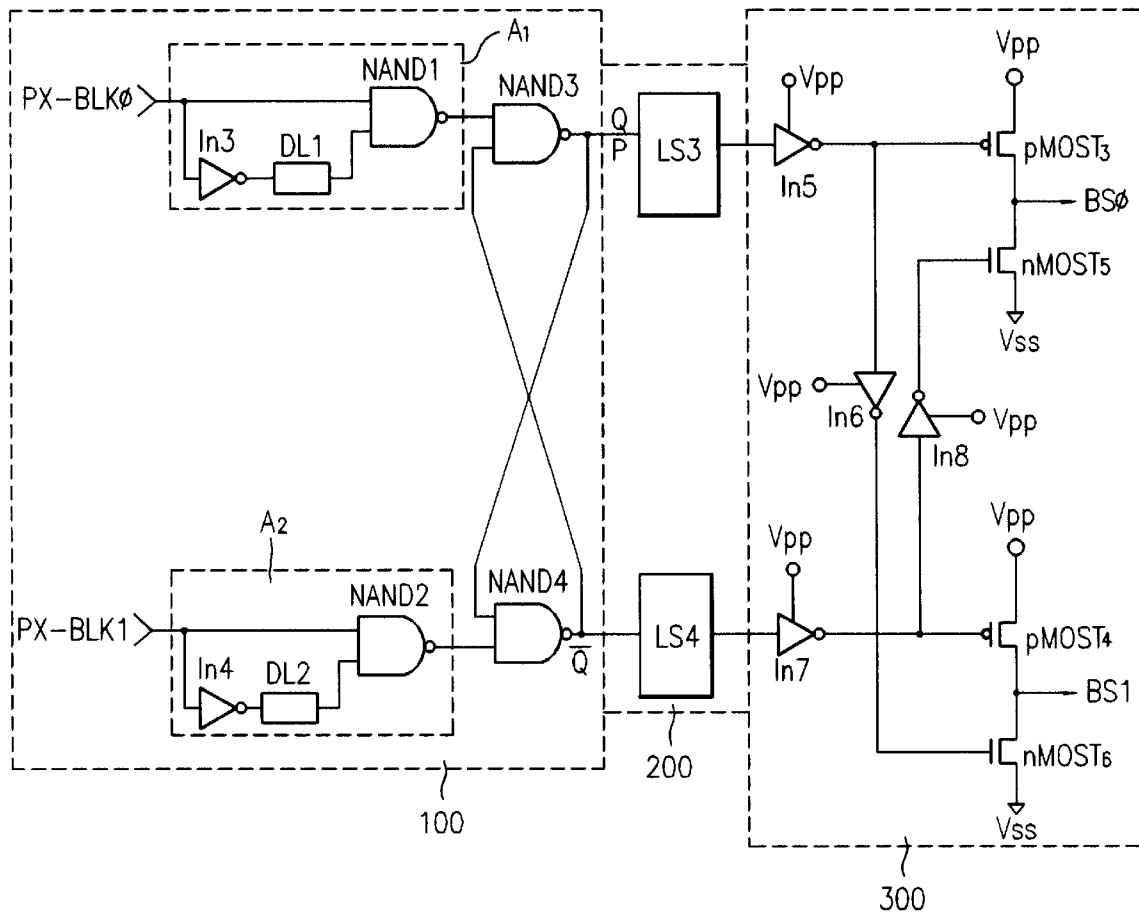 A1
Vpp
NAND1
Vpp
PX-BLKØ
NAND3
Q
P
In3
DL1
LS3
In5
pMOST3
BSØ
nMOST5
Vss
Vpp
In6
Vpp
In8
A2
Vpp
Vpp
NAND2
NAND4
PX-BLK1
Q̅
LS4
In7
pMOST4
In4
DL2
BS1
200
nMOST6
100
Vss
300